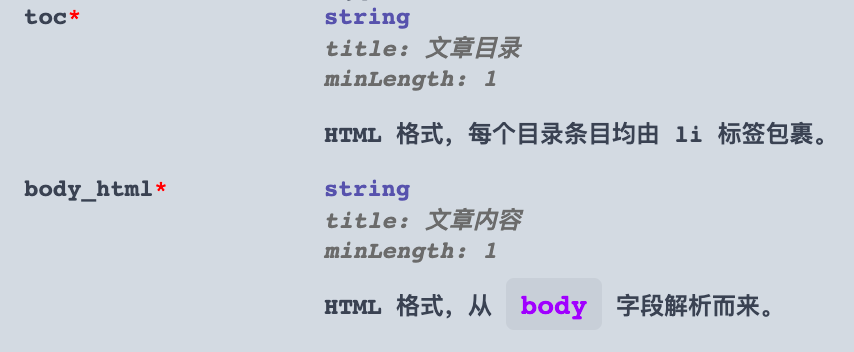 toc* string
title: 文章目录
minLength: 1
HTML 格式，每个目录条目均由 li 标签包裹。
body_html* string
title: 文章内容
minLength: 1
HTML 格式，从 body 字段解析而来。